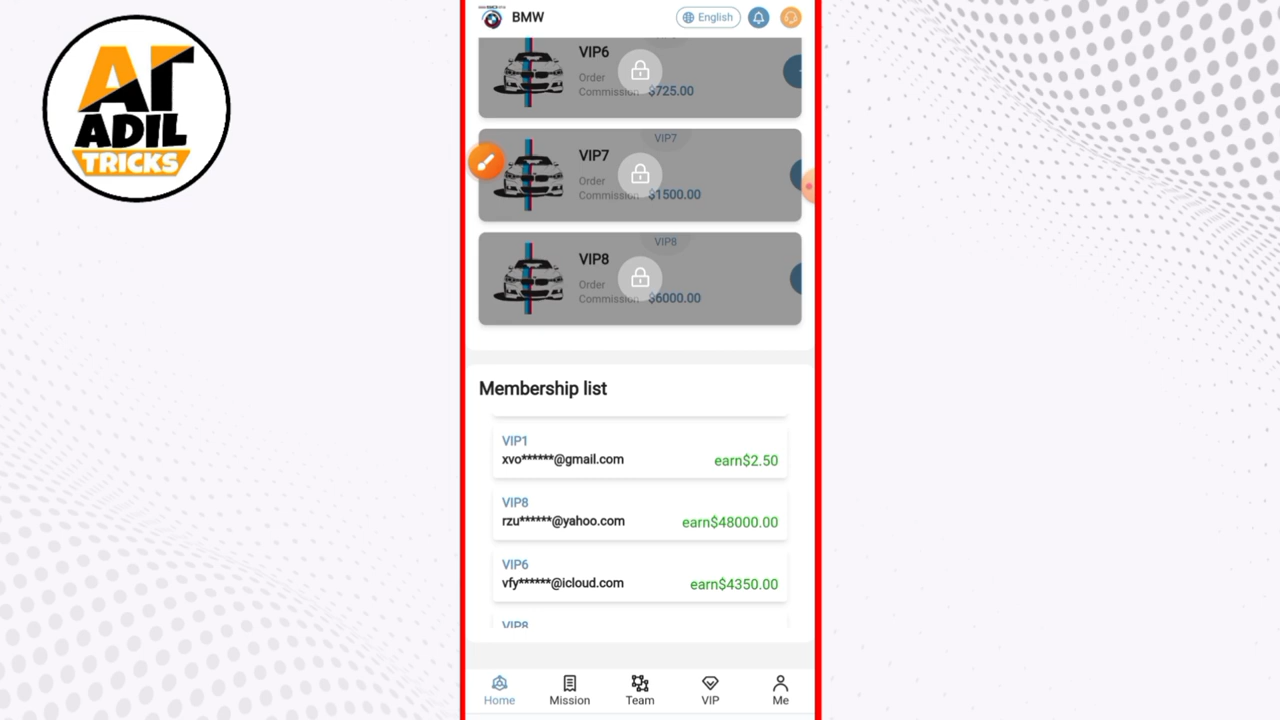 AT
ADIL
TRICKS
BMW
English
VIP6
Order
Commission $725.00
VIP7
VIP7
Order
Commission $1500.00
VIP8
VIP8
Order
Commission $6000.00
Membership list
VIP1
xvo******@gmail.com
earn$2.50
VIP8
rzu******@yahoo.com
earn$48000.00
VIP6
vfy******@icloud.com
earn$4350.00
VIP8
Home Mission Team VIP Me